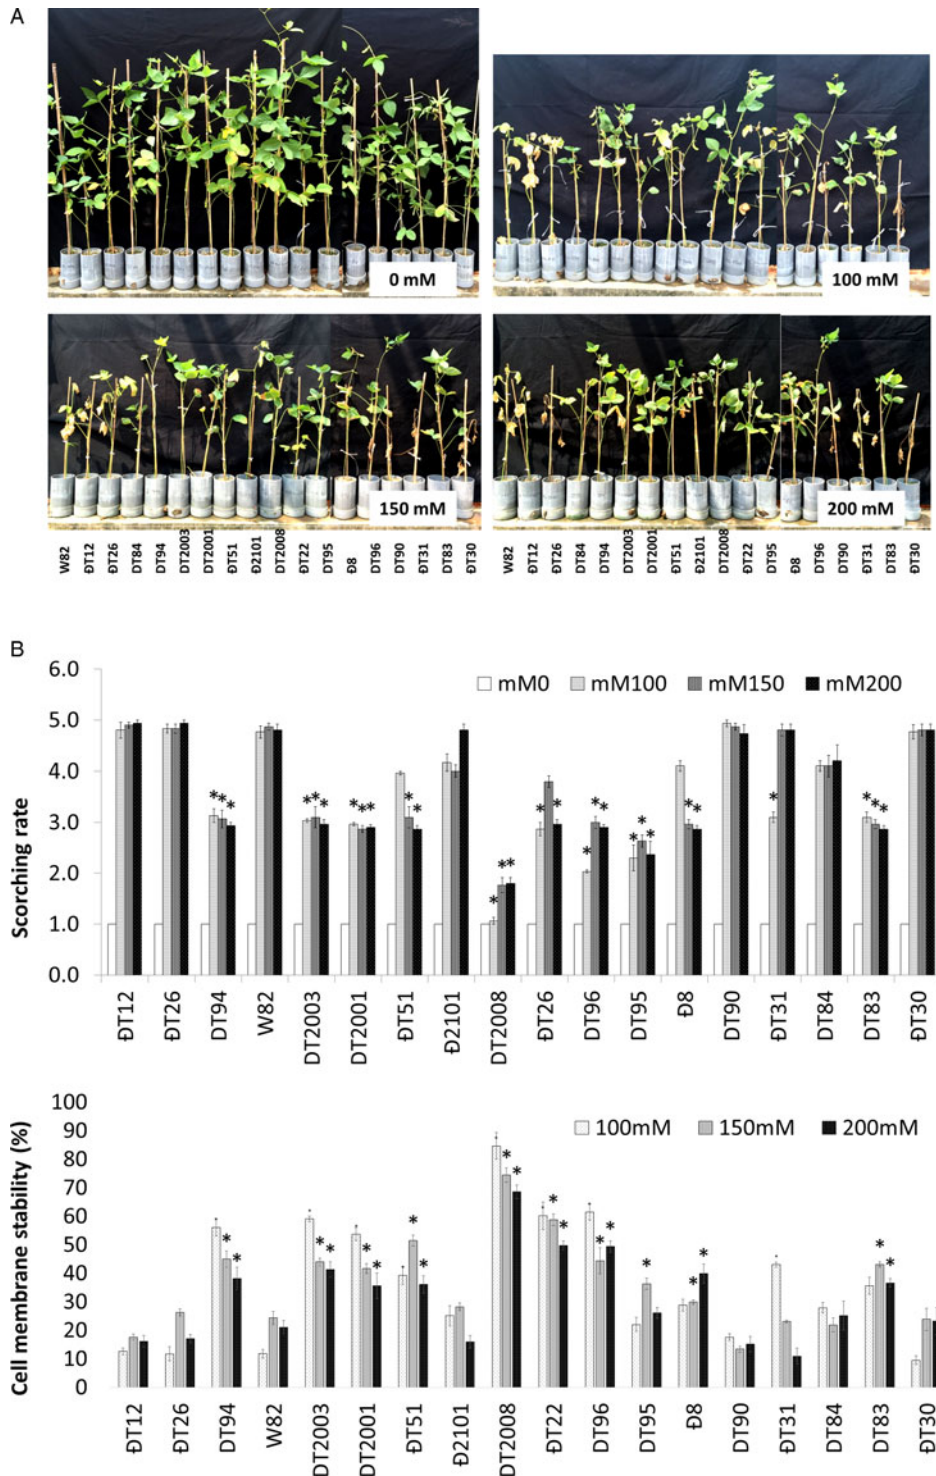 A
0 mM
100 mM
150 mM
200 mM
W82 ĐT12 ĐT26 DT84 DT94 DT2003 DT2001 ĐT51 Đ2101 DT2008 ĐT22 DT95 Đ8 DT96 DT90 ĐT31 DT83 ĐT30
W82 ĐT12 ĐT26 DT84 DT94 DT2003 DT2001 ĐT51 Đ2101 DT2008 ĐT22 DT95 Đ8 DT96 DT90 ĐT31 DT83 ĐT30
B
Scorching rate
6.0
5.0
4.0
3.0
2.0
1.0
0.0
mM0 mM100 mM150 mM200
ĐT12 ĐT26 DT94 W82 DT2003 DT2001 ĐT51 Đ2101 DT2008 ĐT26 DT96 DT95 Đ8 DT90 ĐT31 DT84 DT83 ĐT30
Cell membrane stability (%)
100
90
80
70
60
50
40
30
20
10
0
100mM 150mM 200mM
ĐT12 ĐT26 DT94 W82 DT2003 DT2001 ĐT51 Đ2101 DT2008 ĐT22 DT96 DT95 Đ8 DT90 ĐT31 DT84 DT83 ĐT30